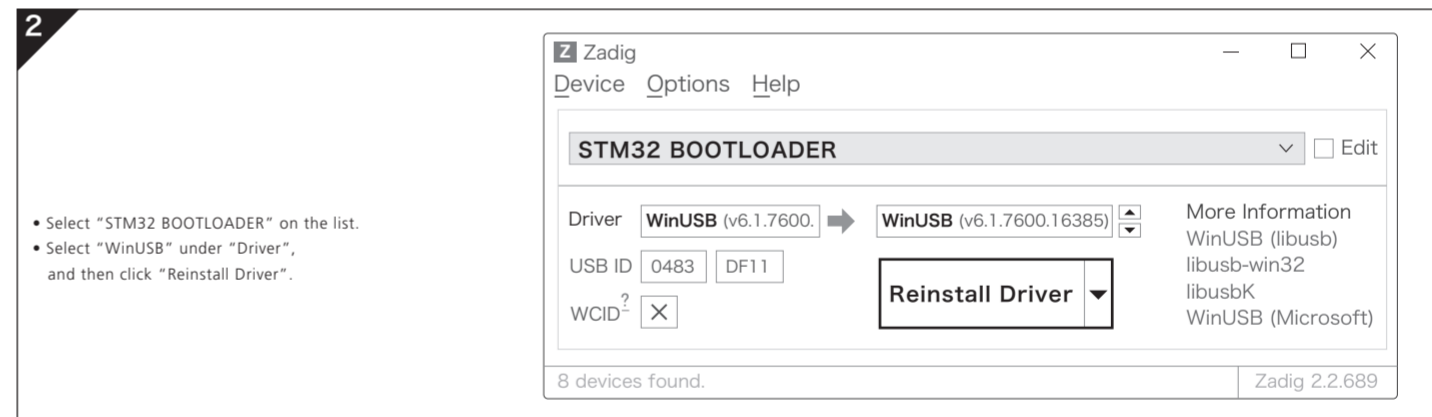 2
• Select “STM32 BOOTLOADER” on the list.
• Select “WinUSB” under “Driver”,
and then click “Reinstall Driver”.
Z Zadig
Device Options Help
STM32 BOOTLOADER Edit
Driver WinUSB (v6.1.7600. WinUSB (v6.1.7600.16385)
USB ID 0483 DF11
WCID?
Reinstall Driver
More Information
WinUSB (libusb)
libusb-win32
libusbK
WinUSB (Microsoft)
8 devices found. Zadig 2.2.689